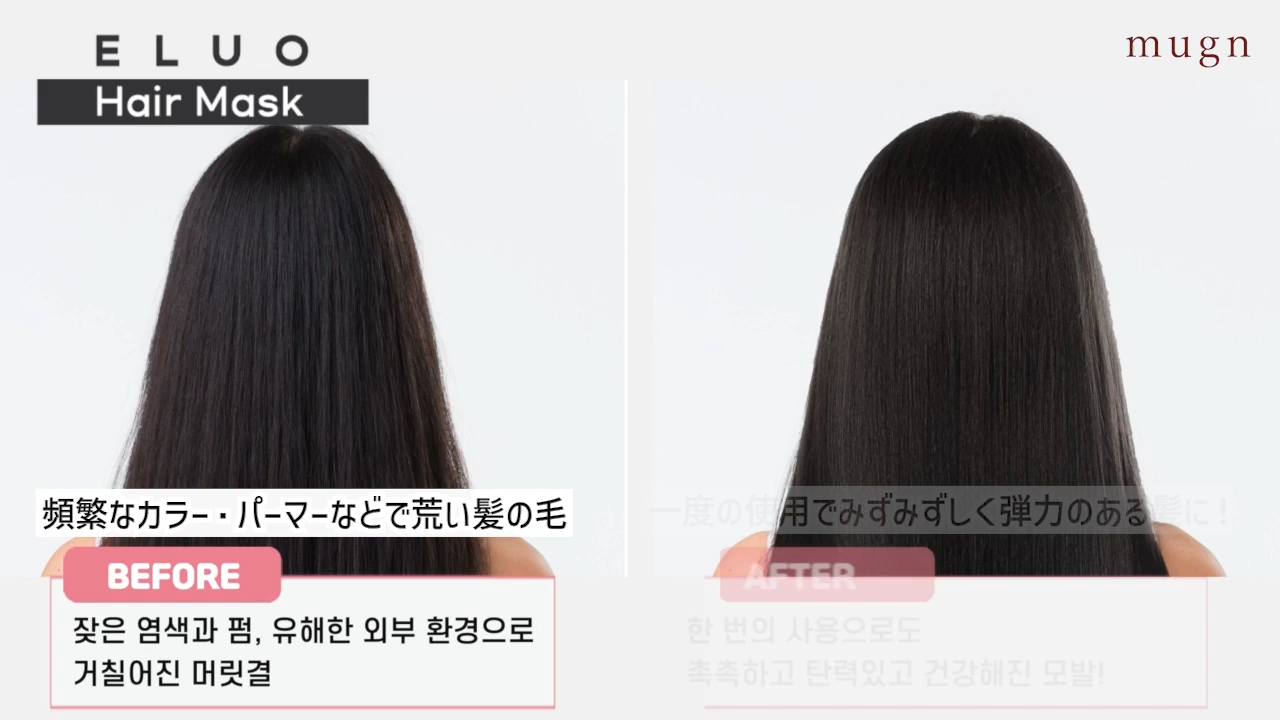 ELUO
Hair Mask
mugn
頻繁なカラー・パーマーなどで荒い髪の毛
BEFORE
잦은 염색과 펌, 유해한 외부 환경으로
거칠어진 머릿결
一度の使用でみずみずしく弾力のある髪に!
AFTER
한 번의 사용으로도
촉촉하고 탄력있고 건강해진 모발!